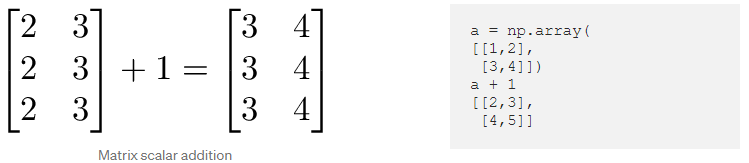 [2 3]   [3 4]
[2 3] + 1 = [3 4]
[2 3]   [3 4]
Matrix scalar addition
a = np.array(
[[1,2],
 [3,4]])
a + 1
[[2,3],
 [4,5]]